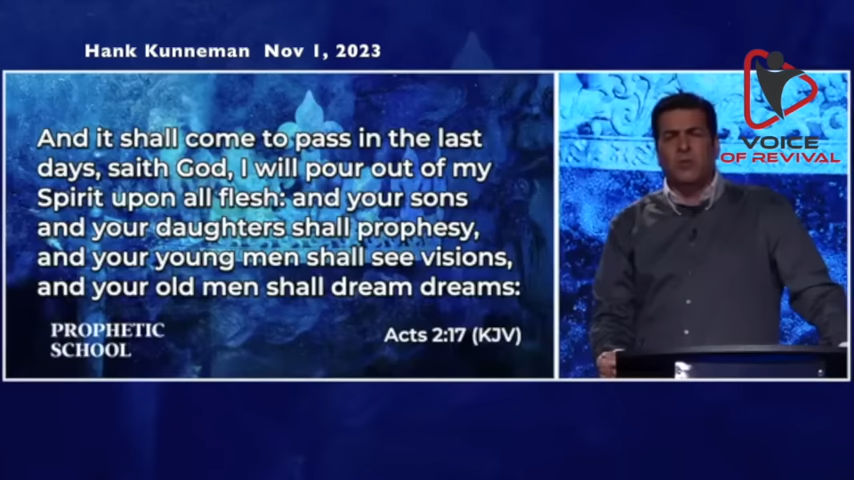 Hank Kunneman Nov 1, 2023
And it shall come to pass in the last
days, saith God, I will pour out of my
Spirit upon all flesh: and your sons
and your daughters shall prophesy,
and your young men shall see visions,
and your old men shall dream dreams:
PROPHETIC
SCHOOL
Acts 2:17 (KJV)
VOICE
OF REVIVAL